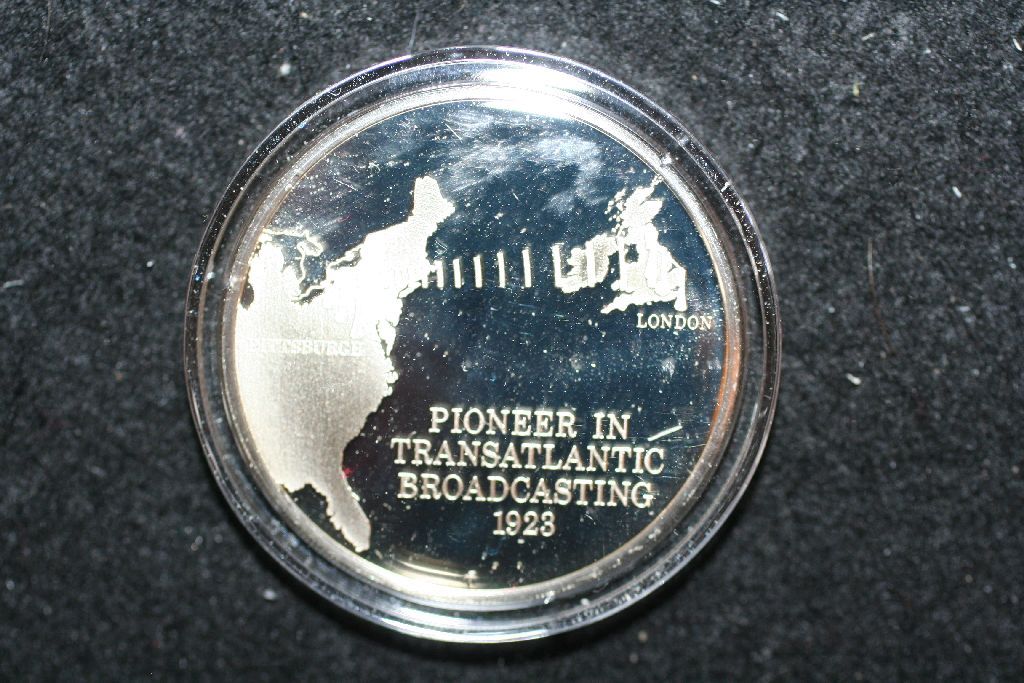 PITTSBURGH
LONDON
PIONEER IN
TRANSATLANTIC
BROADCASTING
1923